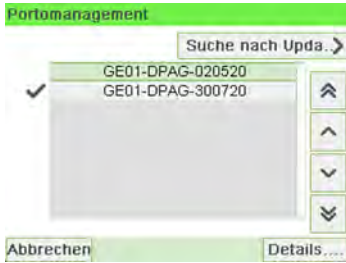 Portomanagement
Suche nach Upda..
GE01-DPAG-020520
GE01-DPAG-300720
Abbrechen
Details....